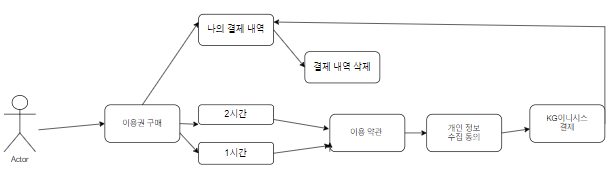 나의 결제 내역
결제 내역 삭제
이용권 구매
2시간
1시간
이용 약관
개인 정보
수집 동의
KG이니시스
결제
Actor